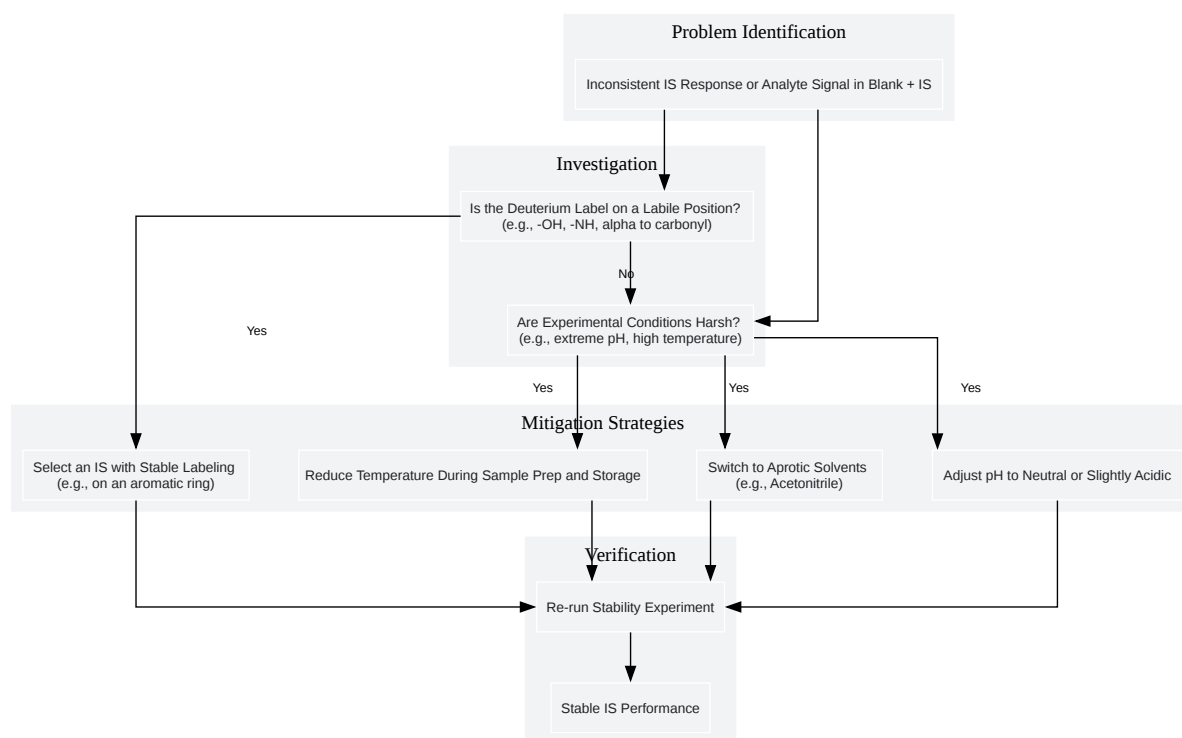 Problem Identification
Inconsistent IS Response or Analyte Signal in Blank + IS
Investigation
Is the Deuterium Label on a Labile Position?
(e.g., -OH, -NH, alpha to carbonyl)
No
Are Experimental Conditions Harsh?
(e.g., extreme pH, high temperature)
Yes
Yes
Yes
Yes
Mitigation Strategies
Select an IS with Stable Labeling
(e.g., on an aromatic ring)
Reduce Temperature During Sample Prep and Storage
Switch to Aprotic Solvents
(e.g., Acetonitrile)
Adjust pH to Neutral or Slightly Acidic
Verification
Re-run Stability Experiment
Stable IS Performance